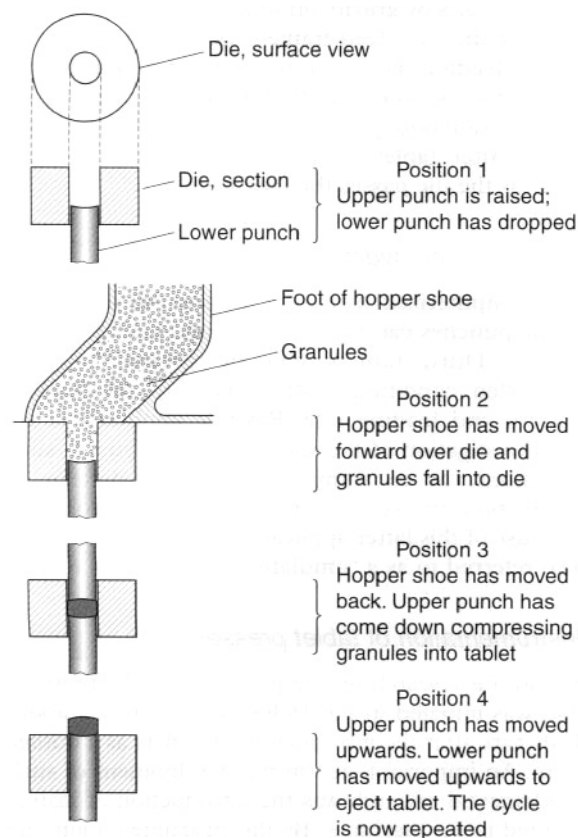 Die, surface view
Die, section
Lower punch
Position 1
Upper punch is raised;
lower punch has dropped
Foot of hopper shoe
Granules
Position 2
Hopper shoe has moved
forward over die and
granules fall into die
Position 3
Hopper shoe has moved
back. Upper punch has
come down compressing
granules into tablet
Position 4
Upper punch has moved
upwards. Lower punch
has moved upwards to
eject tablet. The cycle
is now repeated